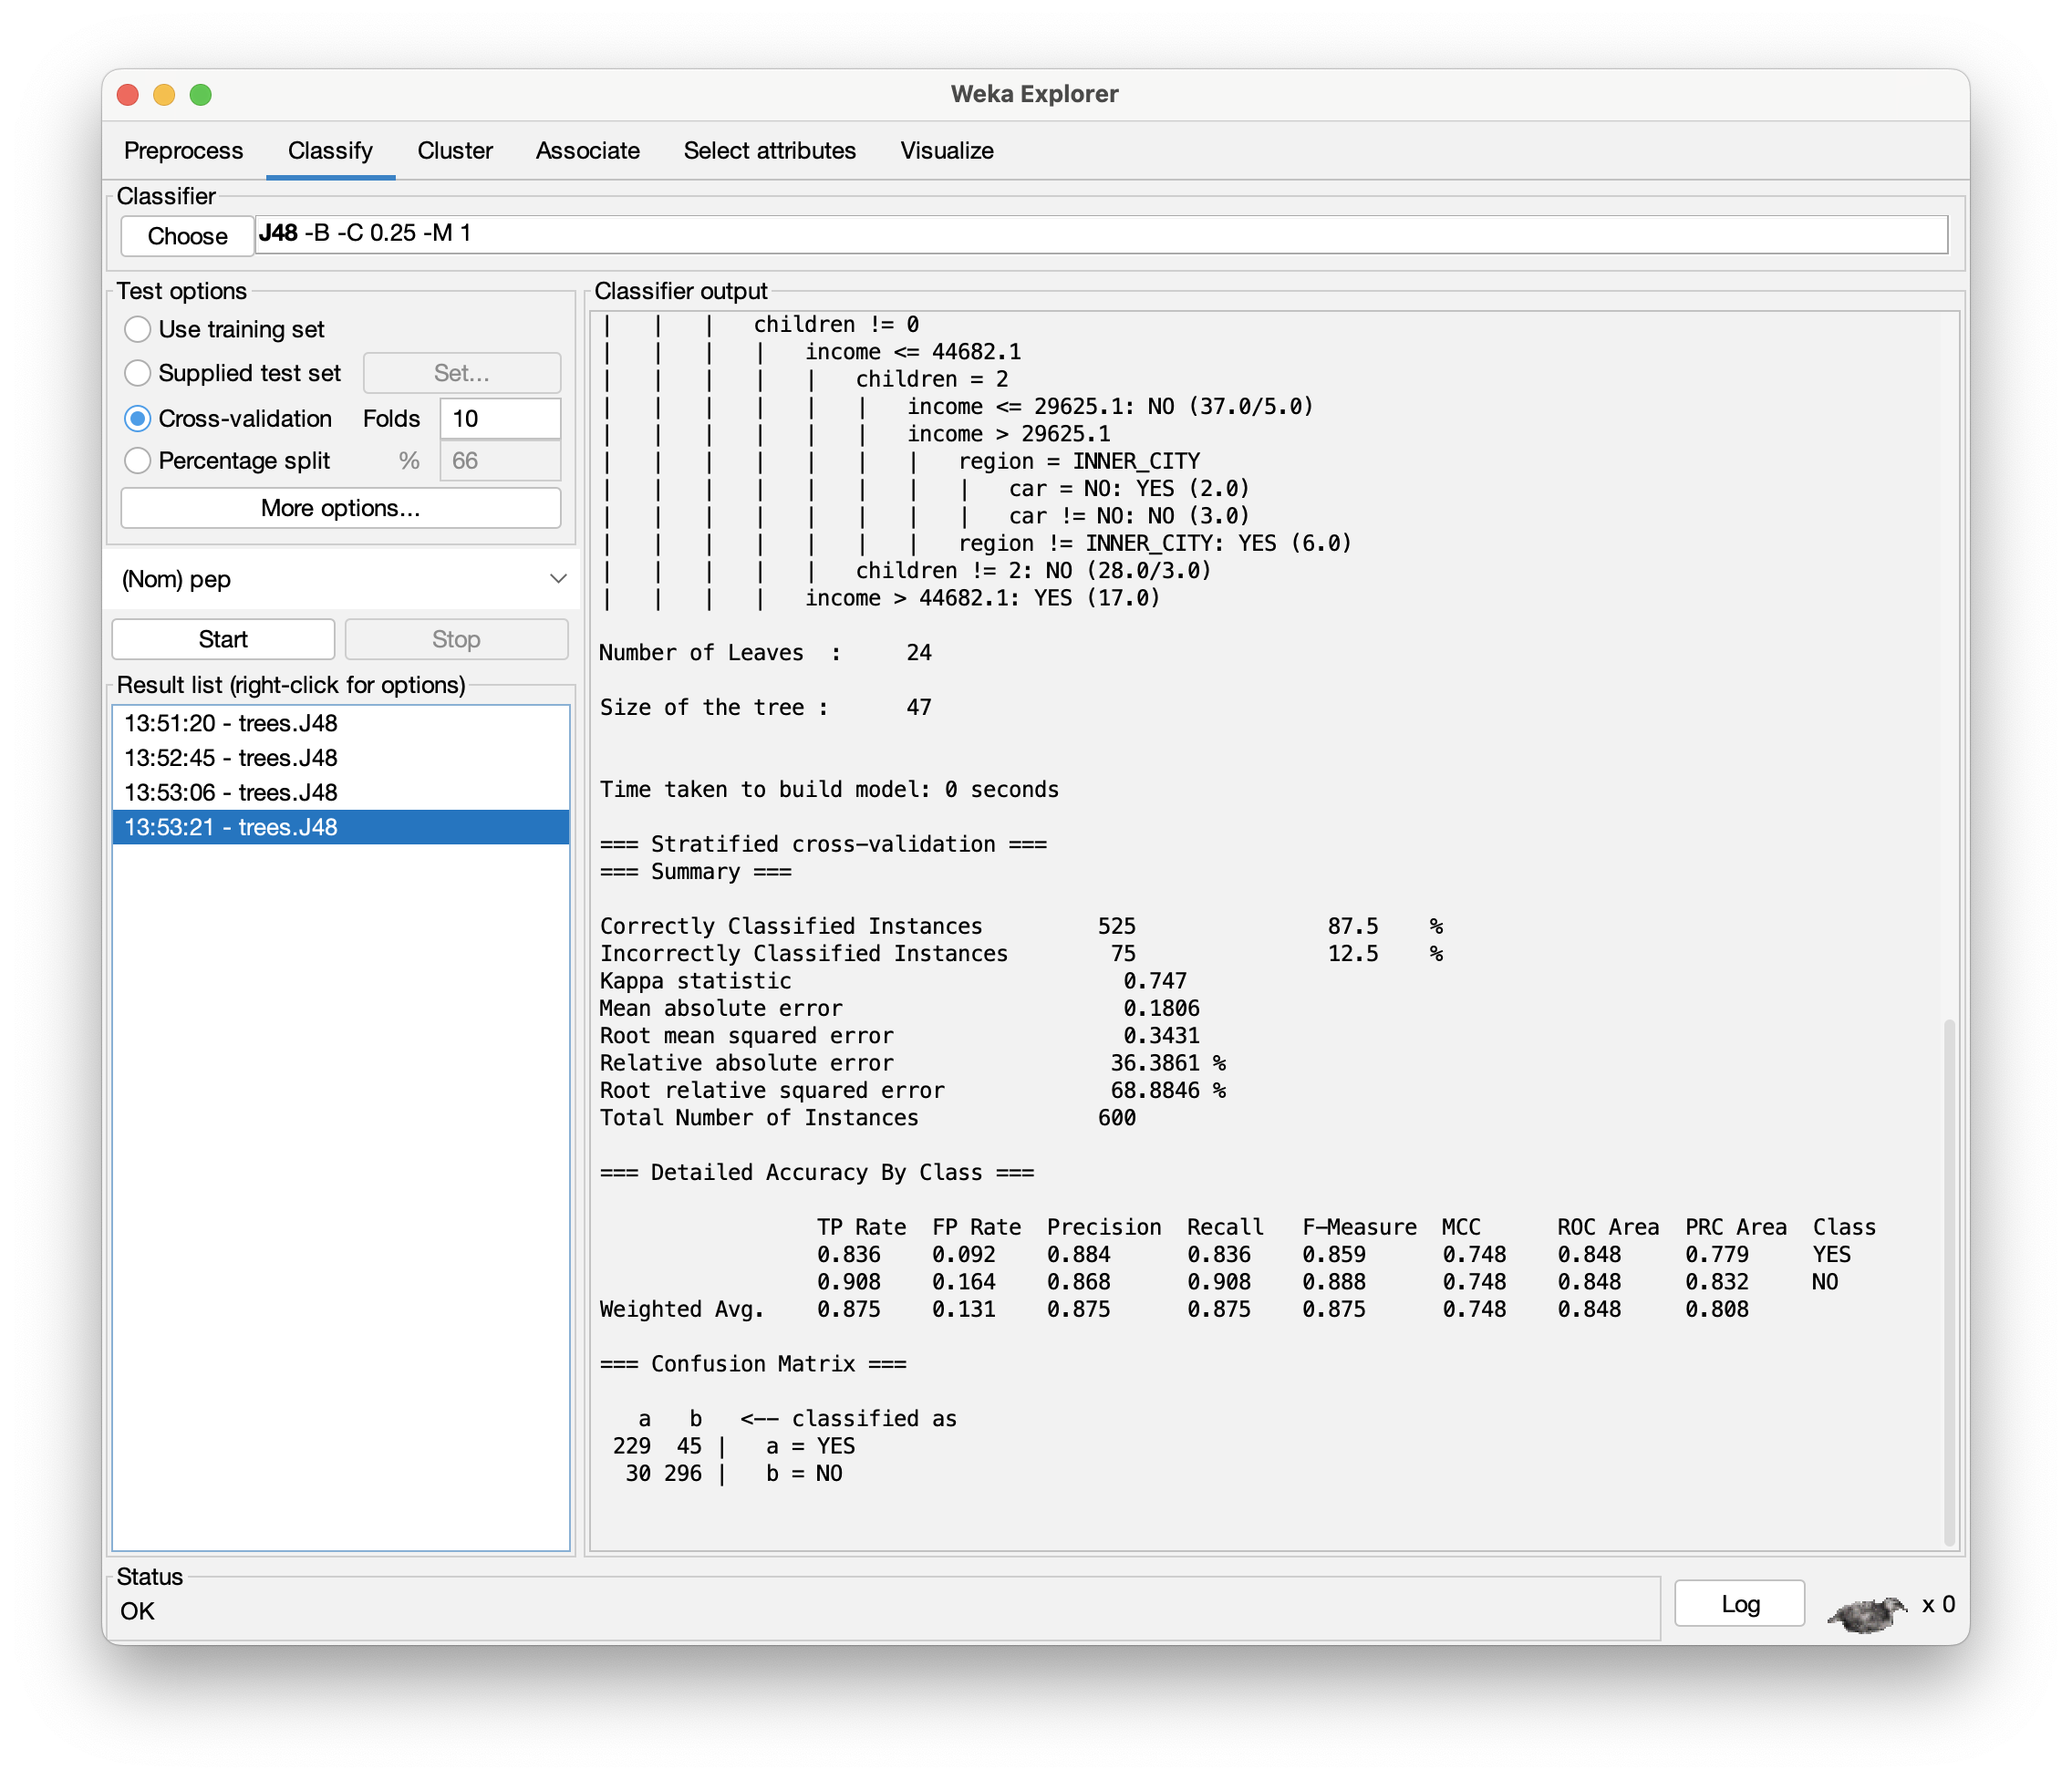 Weka Explorer
Preprocess Classify Cluster Associate Select attributes Visualize
Classifier
Choose J48 -B -C 0.25 -M 1
Test options
Use training set
Supplied test set Set...
Cross-validation Folds 10
Percentage split % 66
More options...
(Nom) pep
Start Stop
Result list (right-click for options)
13:51:20 - trees.J48
13:52:45 - trees.J48
13:53:06 - trees.J48
13:53:21 - trees.J48
Classifier output
|   |   |   children != 0
|   |   |   |   income <= 44682.1
|   |   |   |   |   children = 2
|   |   |   |   |   |   income <= 29625.1: NO (37.0/5.0)
|   |   |   |   |   |   income > 29625.1
|   |   |   |   |   |   |   region = INNER_CITY
|   |   |   |   |   |   |   |   car = NO: YES (2.0)
|   |   |   |   |   |   |   |   car != NO: NO (3.0)
|   |   |   |   |   |   |   region != INNER_CITY: YES (6.0)
|   |   |   |   |   children != 2: NO (28.0/3.0)
|   |   |   |   income > 44682.1: YES (17.0)
Number of Leaves  :     24
Size of the tree :      47
Time taken to build model: 0 seconds
=== Stratified cross-validation ===
=== Summary ===
Correctly Classified Instances         525               87.5    %
Incorrectly Classified Instances        75               12.5    %
Kappa statistic                          0.747
Mean absolute error                      0.1806
Root mean squared error                  0.3431
Relative absolute error                 36.3861 %
Root relative squared error             68.8846 %
Total Number of Instances              600
=== Detailed Accuracy By Class ===
TP Rate  FP Rate  Precision  Recall   F-Measure  MCC      ROC Area  PRC Area  Class
0.836    0.092    0.884      0.836    0.859      0.748    0.848     0.779     YES
0.908    0.164    0.868      0.908    0.888      0.748    0.848     0.832     NO
Weighted Avg.    0.875    0.131    0.875      0.875    0.875      0.748    0.848     0.808
=== Confusion Matrix ===
a   b   <-- classified as
229  45 |   a = YES
30 296 |   b = NO
Status
OK
Log x 0